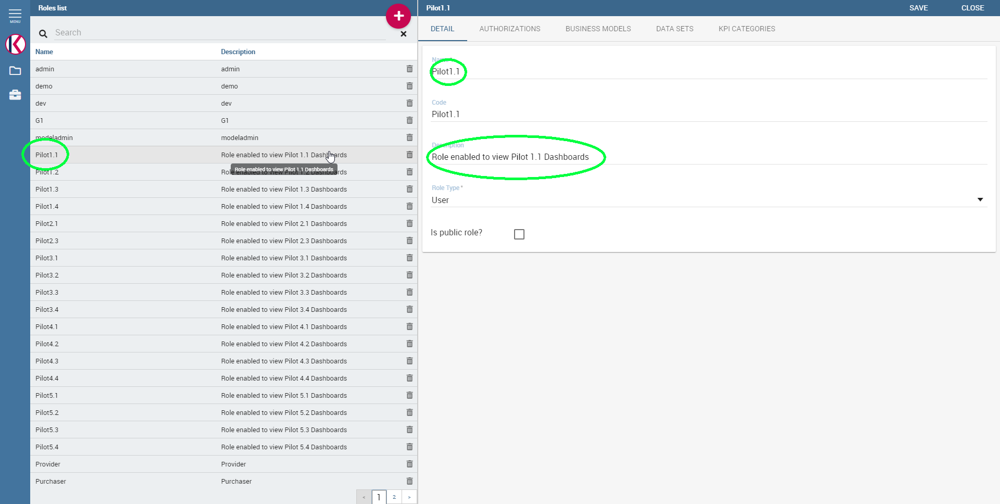 MENU
Roles list
Search
Name Description
admin admin
demo demo
dev dev
G1 G1
modeladmin modeladmin
Pilot1.1 Role enabled to view Pilot 1.1 Dashboards
Role enabled to view Pilot 1.1 Dashboards
Pilot1.2 Role enabled to view Pilot 1.2 Dashboards
Pilot1.3 Role enabled to view Pilot 1.3 Dashboards
Pilot1.4 Role enabled to view Pilot 1.4 Dashboards
Pilot2.1 Role enabled to view Pilot 2.1 Dashboards
Pilot2.3 Role enabled to view Pilot 2.3 Dashboards
Pilot3.1 Role enabled to view Pilot 3.1 Dashboards
Pilot3.2 Role enabled to view Pilot 3.2 Dashboards
Pilot3.3 Role enabled to view Pilot 3.3 Dashboards
Pilot3.4 Role enabled to view Pilot 3.4 Dashboards
Pilot4.1 Role enabled to view Pilot 4.1 Dashboards
Pilot4.2 Role enabled to view Pilot 4.2 Dashboards
Pilot4.3 Role enabled to view Pilot 4.3 Dashboards
Pilot4.4 Role enabled to view Pilot 4.4 Dashboards
Pilot5.1 Role enabled to view Pilot 5.1 Dashboards
Pilot5.2 Role enabled to view Pilot 5.2 Dashboards
Pilot5.3 Role enabled to view Pilot 5.3 Dashboards
Pilot5.4 Role enabled to view Pilot 5.4 Dashboards
Provider Provider
Purchaser Purchaser
< 1 2 >
Pilot1.1 SAVE CLOSE
DETAIL AUTHORIZATIONS BUSINESS MODELS DATA SETS KPI CATEGORIES
Name *
Pilot1.1
Code
Pilot1.1
Description
Role enabled to view Pilot 1.1 Dashboards
Role Type *
User
Is public role?